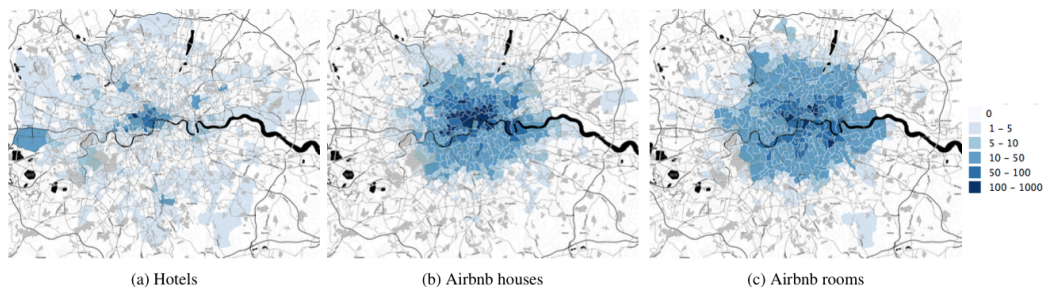 0
1 – 5
5 – 10
10 – 50
50 – 100
100 – 1000
(a) Hotels
(b) Airbnb houses
(c) Airbnb rooms